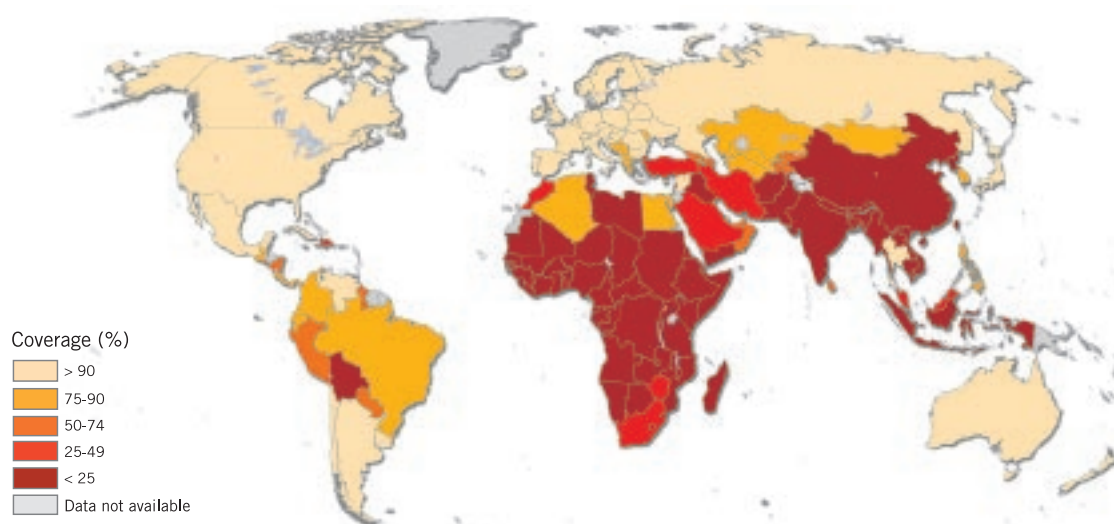 Coverage (%)
> 90
75-90
50-74
25-49
< 25
Data not available